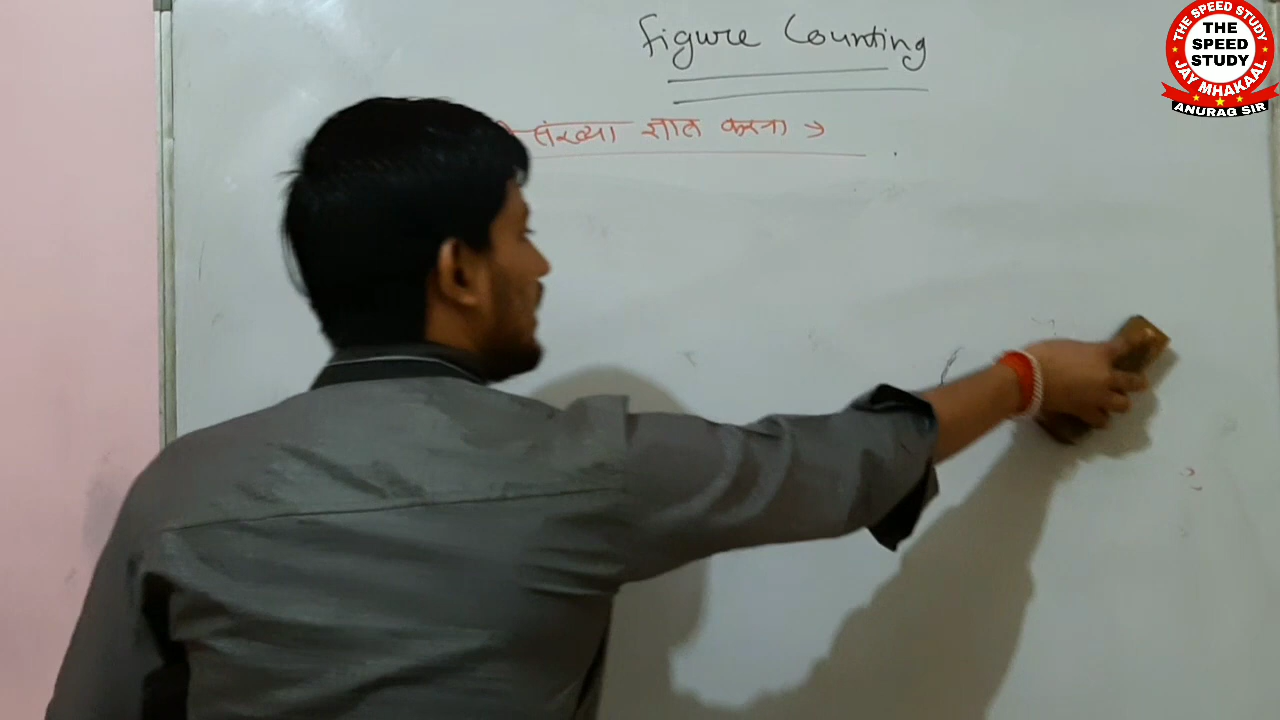 Figure Counting
संख्या ज्ञात करना →
THE SPEED STUDY
THE
SPEED
STUDY
JAY MHAKAAL
ANURAG SIR